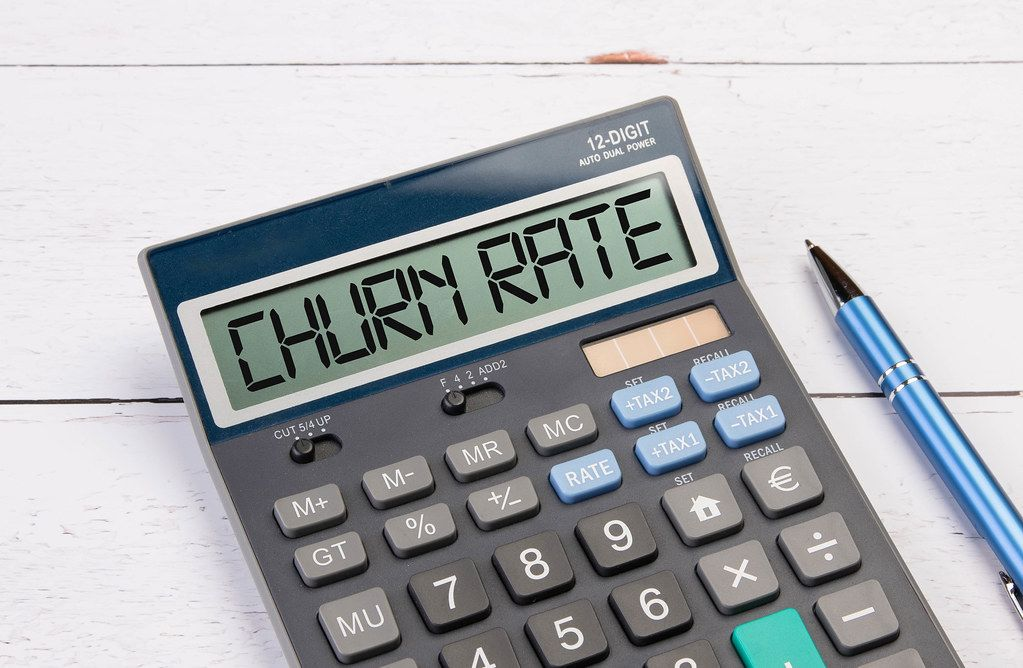 12-DIGIT
AUTO DUAL POWER
CHURN RATE
F 4 2 ADD2
CUT 5/4 UP
SET
RECALL
+TAX2
-TAX2
SET
RECALL
MC
+TAX1
-TAX1
MR
RATE
SET
RECALL
M-
M+
%
+/-
€
GT
7
8
9
×
÷
MU
4
5
6
−